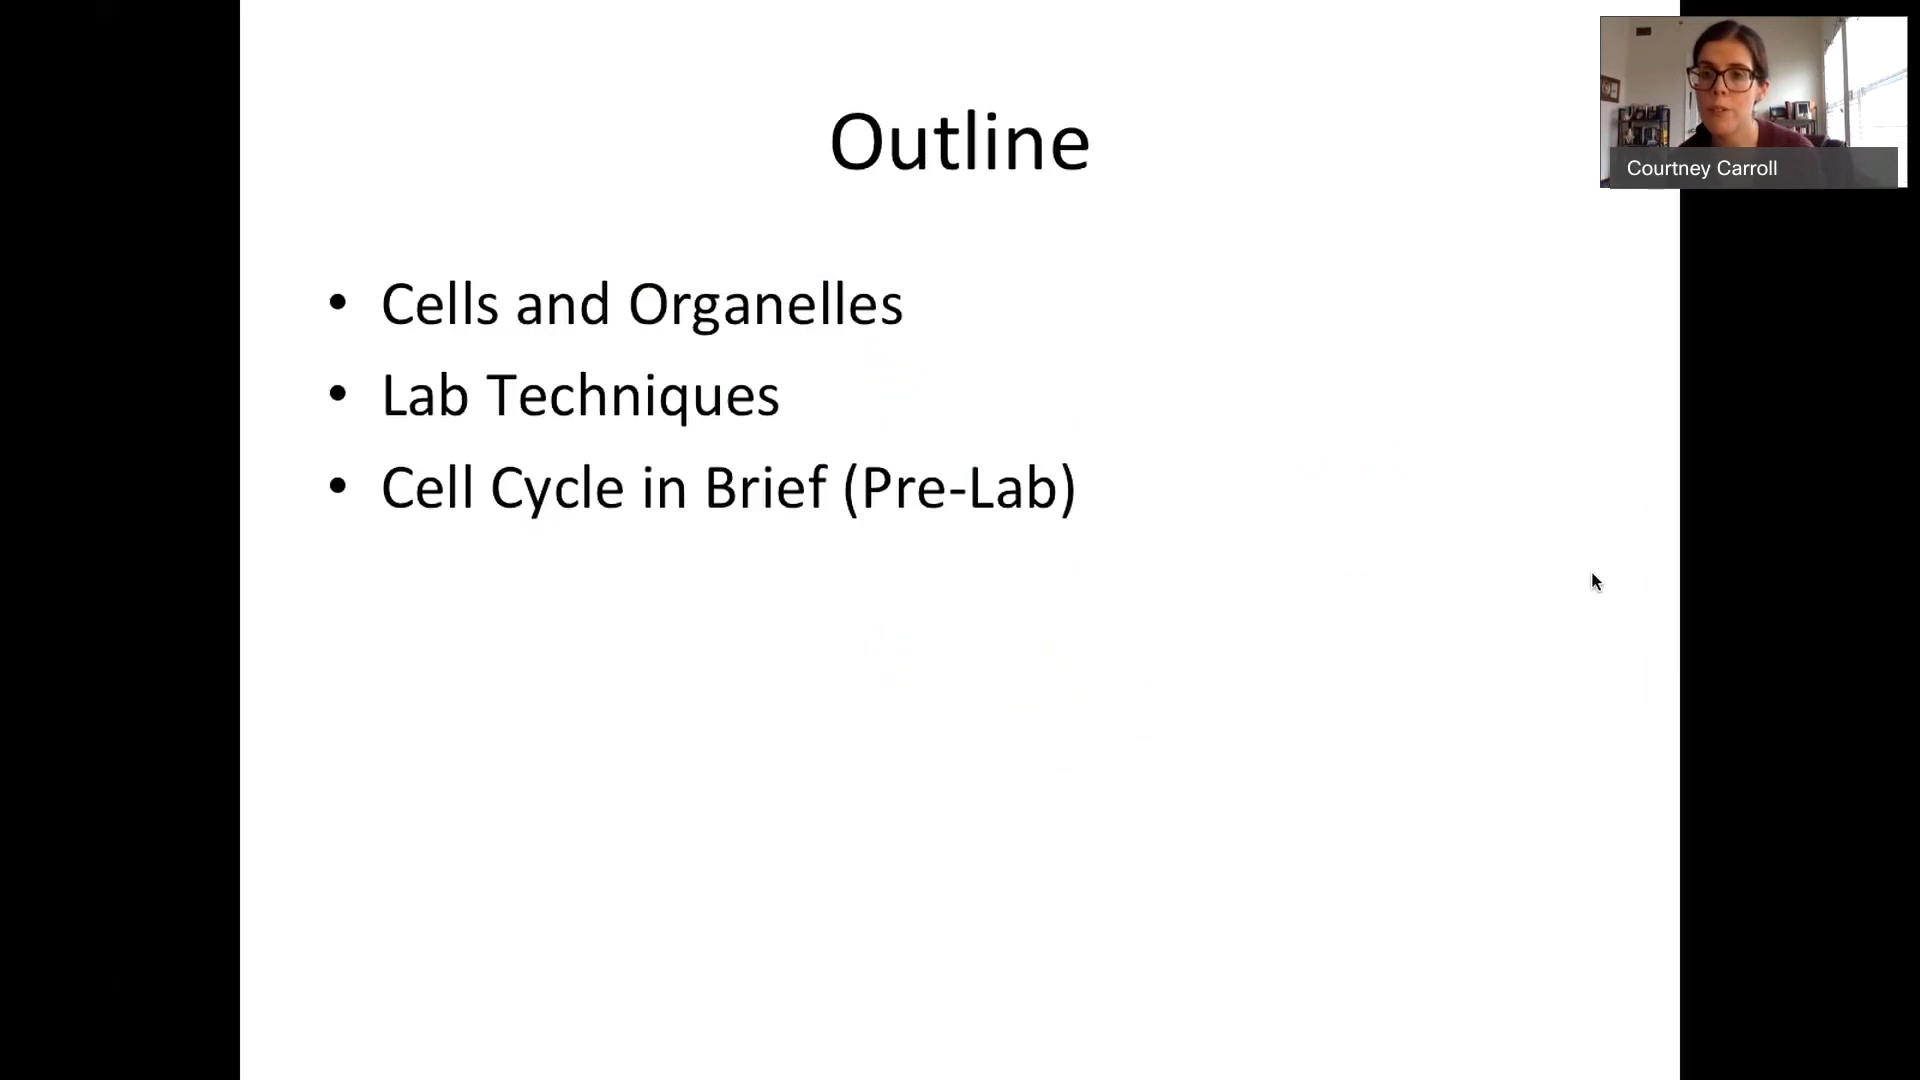 Outline
• Cells and Organelles
• Lab Techniques
• Cell Cycle in Brief (Pre-Lab)
Courtney Carroll